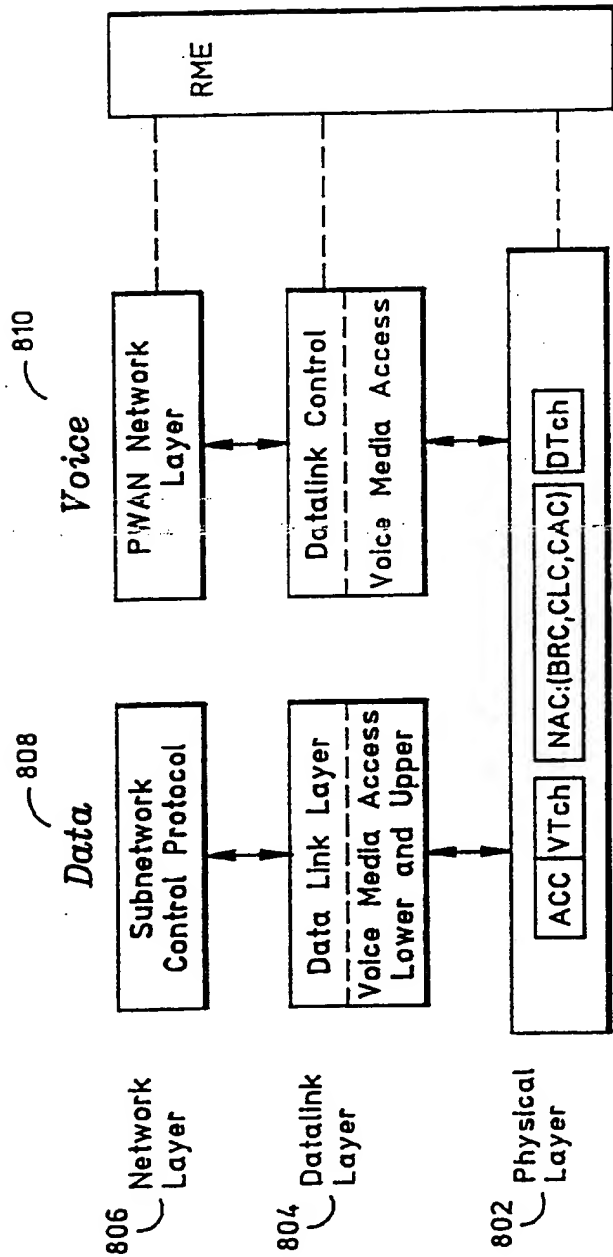 808
Data
810
Voice
806
Network
Layer
Subnetwork
Control Protocol
PWAN Network
Layer
RME
804
Datalink
Layer
Data Link Layer
Voice Media Access
Lower and Upper
Datalink Control
Voice Media Access
802
Physical
Layer
ACC
VTch
NAC:(BRC,CLC,CAC)
DTch